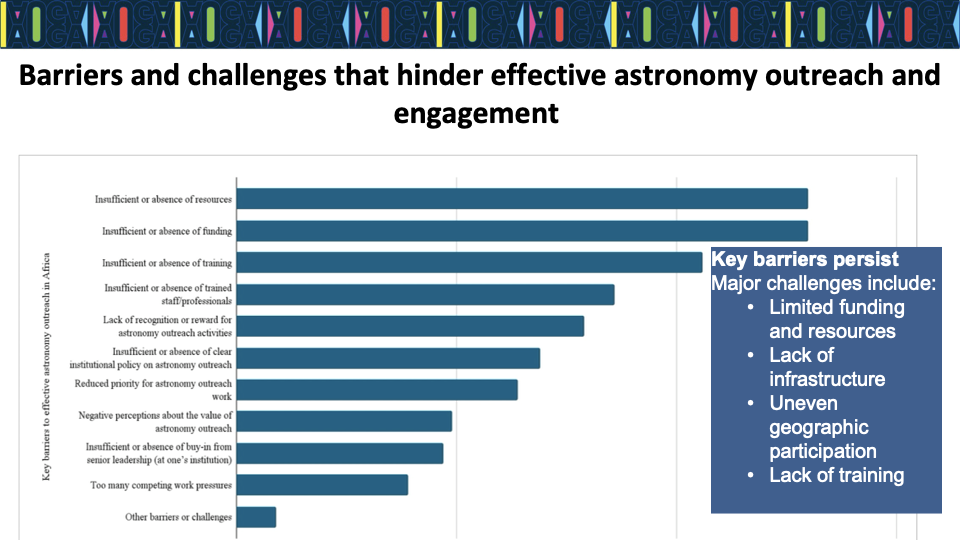 Barriers and challenges that hinder effective astronomy outreach and
engagement
Key barriers to effective astronomy outreach in Africa
Insufficient or absence of resources
Insufficient or absence of funding
Insufficient or absence of training
Insufficient or absence of trained
staff/professionals
Lack of recognition or reward for
astronomy outreach activities
Insufficient or absence of clear
institutional policy on astronomy outreach
Reduced priority for astronomy outreach
work
Negative perceptions about the value of
astronomy outreach
Insufficient or absence of buy-in from
senior leadership (at one's institution)
Too many competing work pressures
Other barriers or challenges
Key barriers persist
Major challenges include:
• Limited funding
and resources
• Lack of
infrastructure
• Uneven
geographic
participation
• Lack of training